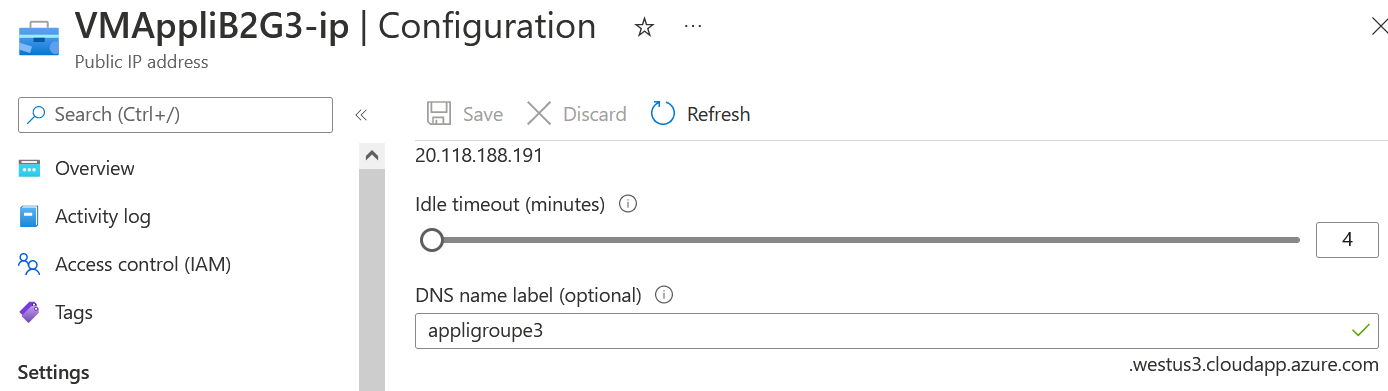 VMAppliB2G3-ip | Configuration
Public IP address
Search (Ctrl+/)
Overview
Activity log
Access control (IAM)
Tags
Settings
Save Discard Refresh
20.118.188.191
Idle timeout (minutes)
4
DNS name label (optional)
appligroupe3
.westus3.cloudapp.azure.com